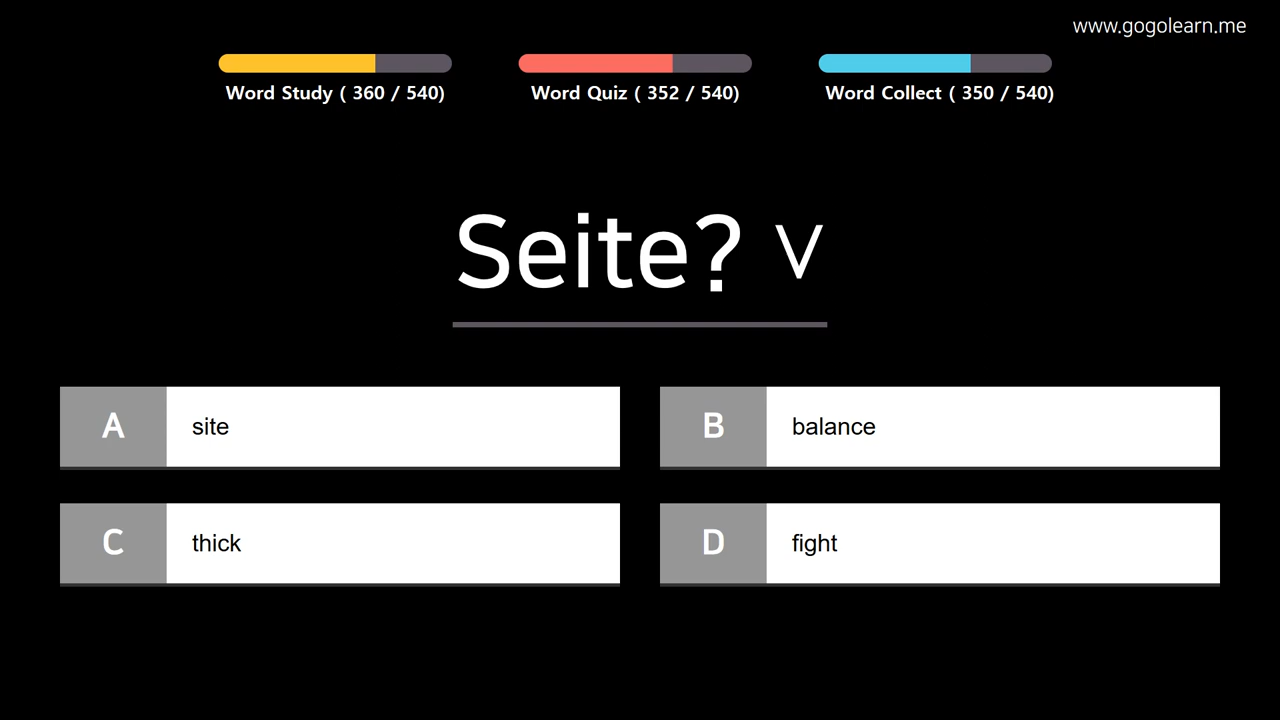 www.gogolearn.me
Word Study ( 360 / 540)
Word Quiz ( 352 / 540)
Word Collect ( 350 / 540)
Seite? V
A site
B balance
C thick
D fight